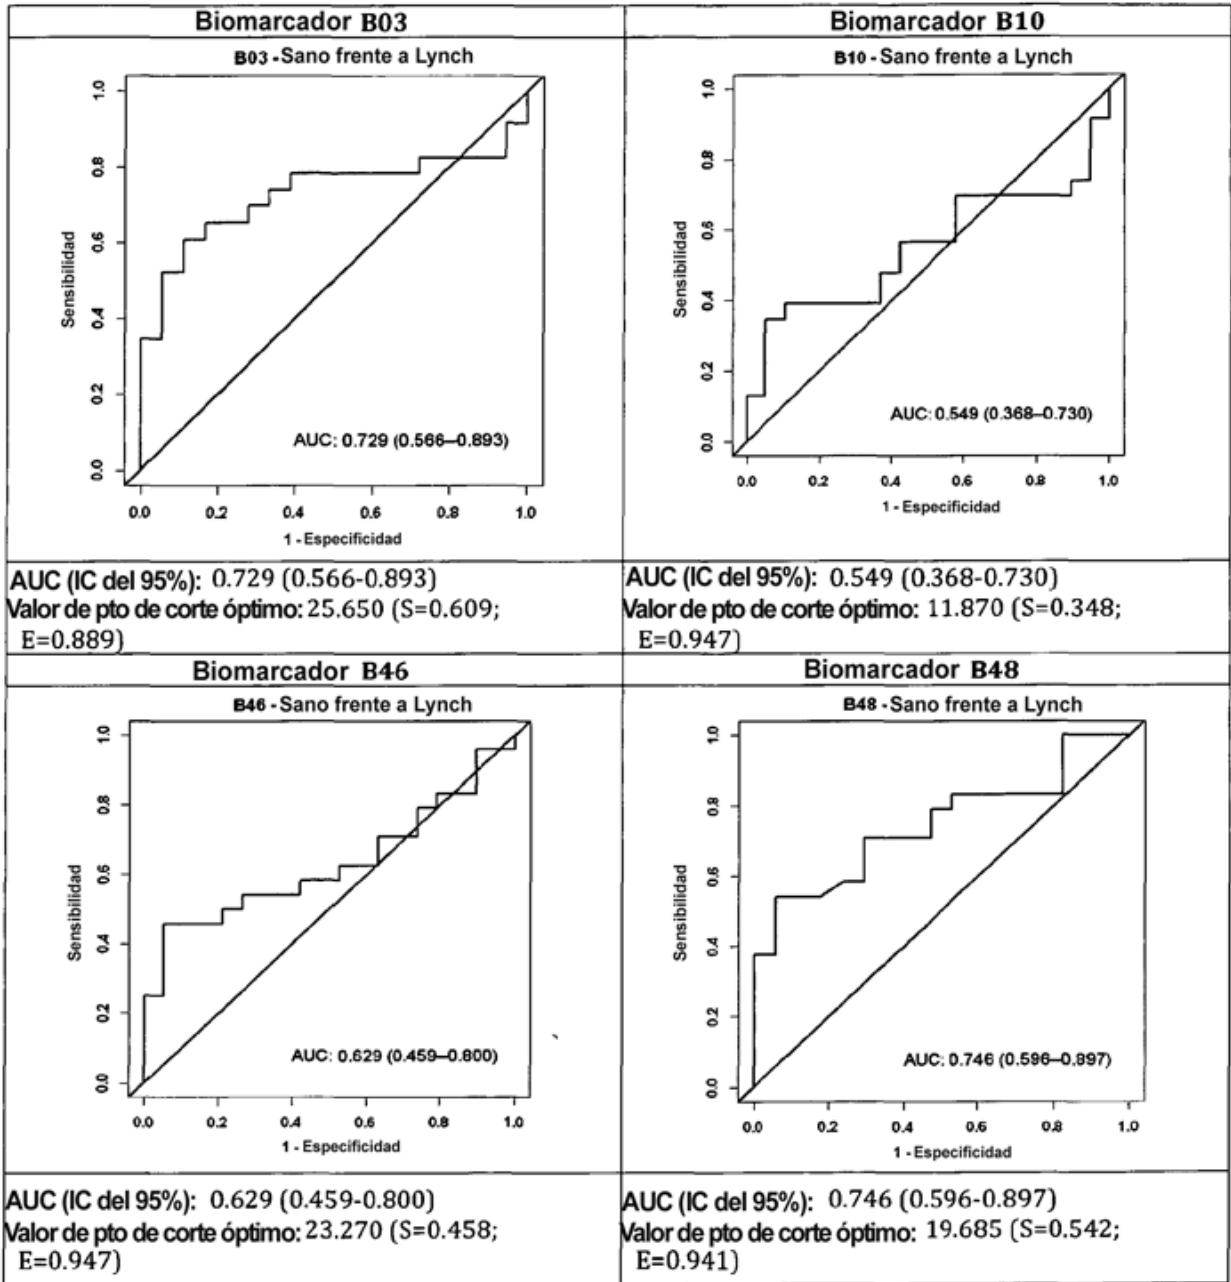 Biomarcador B03
B03 - Sano frente a Lynch
Sensibilidad
1.0
0.8
0.6
0.4
0.2
0.0
AUC: 0.729 (0.566–0.893)
0.0 0.2 0.4 0.6 0.8 1.0
1 - Especificidad
AUC (IC del 95%): 0.729 (0.566-0.893)
Valor de pto de corte óptimo: 25.650 (S=0.609;
E=0.889)
Biomarcador B10
B10 - Sano frente a Lynch
Sensibilidad
1.0
0.8
0.6
0.4
0.2
0.0
AUC: 0.549 (0.368–0.730)
0.0 0.2 0.4 0.6 0.8 1.0
1 - Especificidad
AUC (IC del 95%): 0.549 (0.368-0.730)
Valor de pto de corte óptimo: 11.870 (S=0.348;
E=0.947)
Biomarcador B46
B46 - Sano frente a Lynch
Sensibilidad
1.0
0.8
0.6
0.4
0.2
0.0
AUC: 0.629 (0.459–0.800)
0.0 0.2 0.4 0.6 0.8 1.0
1 - Especificidad
AUC (IC del 95%): 0.629 (0.459-0.800)
Valor de pto de corte óptimo: 23.270 (S=0.458;
E=0.947)
Biomarcador B48
B48 - Sano frente a Lynch
Sensibilidad
1.0
0.8
0.6
0.4
0.2
0.0
AUC: 0.746 (0.596–0.897)
0.0 0.2 0.4 0.6 0.8 1.0
1 - Especificidad
AUC (IC del 95%): 0.746 (0.596-0.897)
Valor de pto de corte óptimo: 19.685 (S=0.542;
E=0.941)